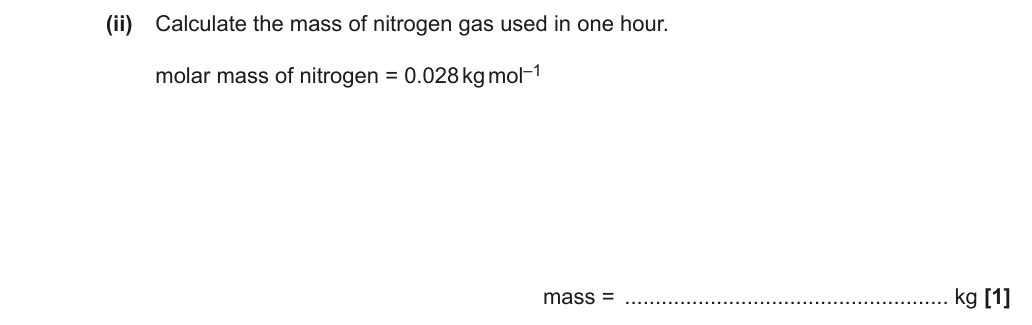 (ii) Calculate the mass of nitrogen gas used in one hour.
molar mass of nitrogen = 0.028 kg mol⁻¹
mass = ..................................................... kg [1]